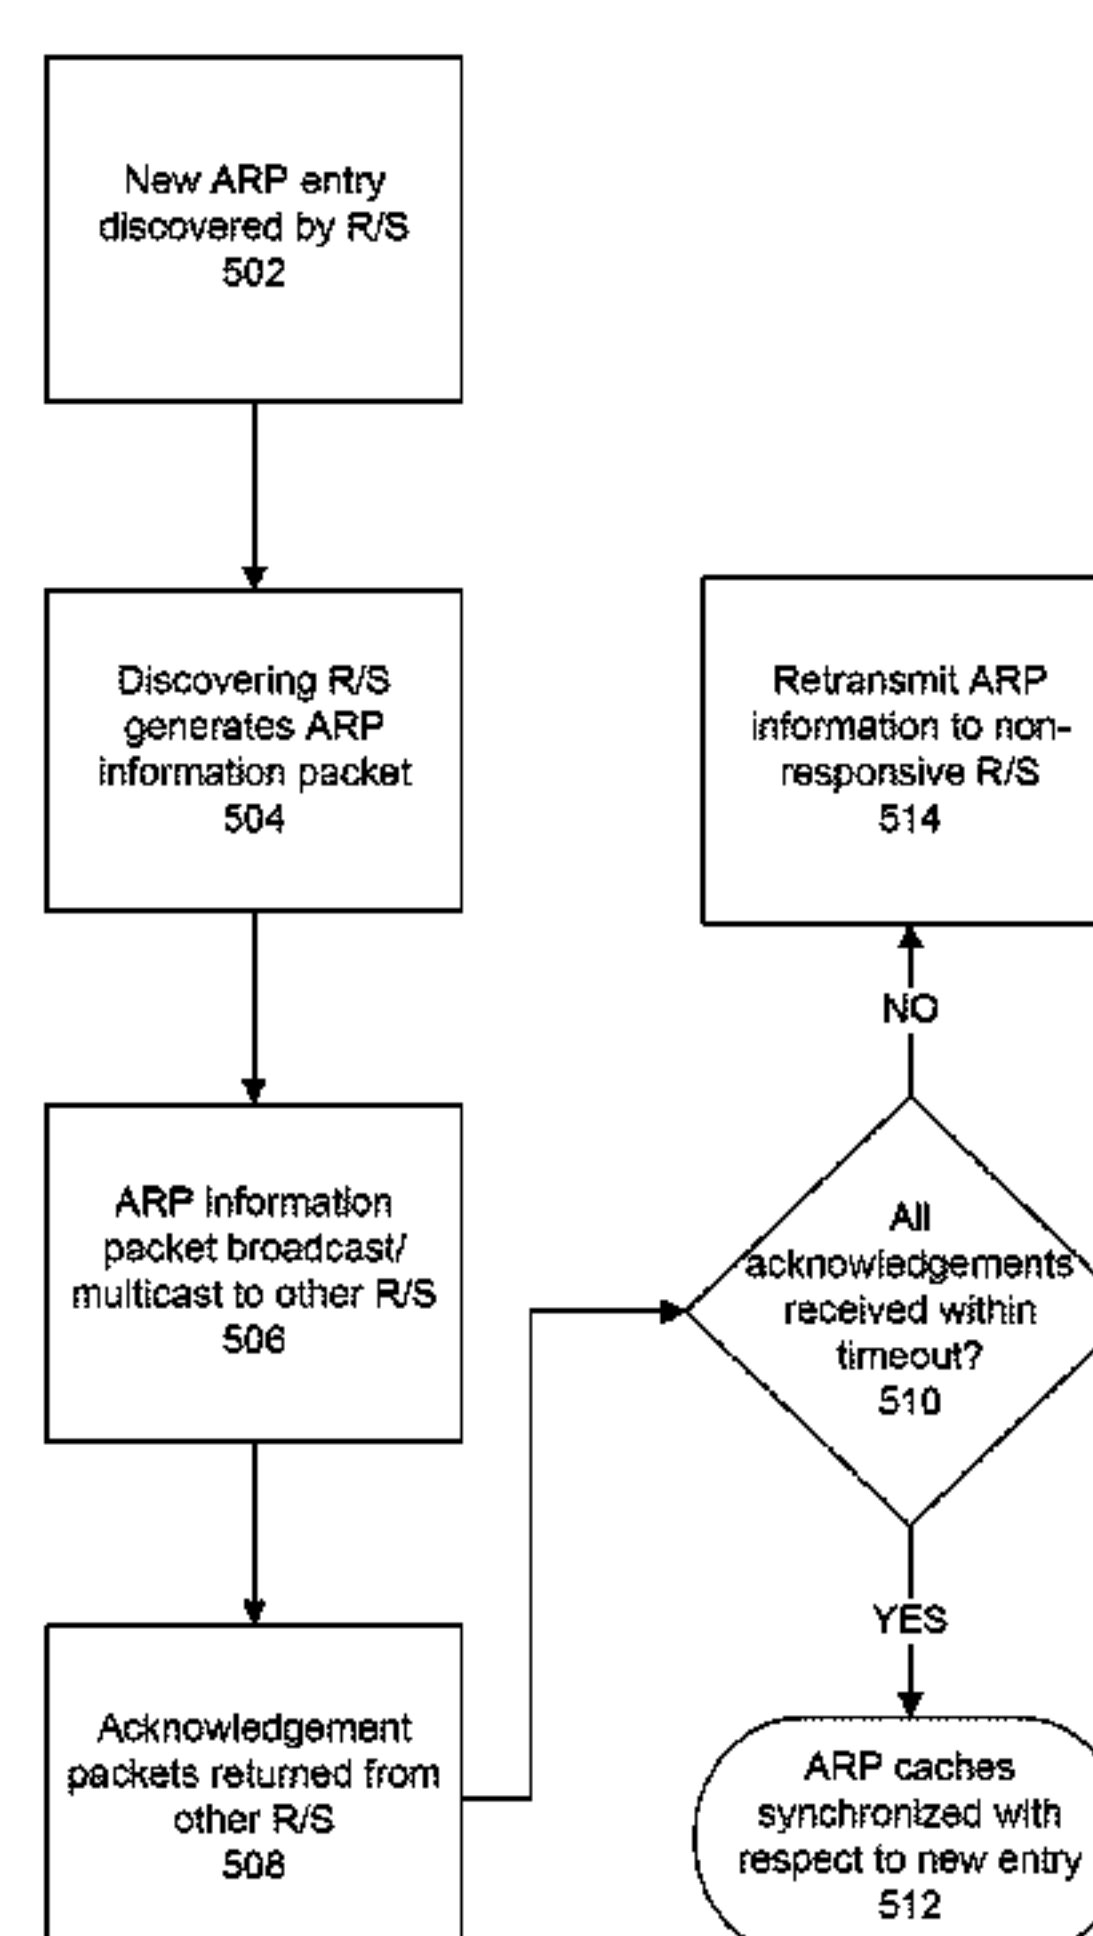 New ARP entry
discovered by R/S
502
Discovering R/S
generates ARP
information packet
504
ARP information
packet broadcast/
multicast to other R/S
506
Acknowledgement
packets returned from
other R/S
508
Retransmit ARP
information to non-
responsive R/S
514
NO
All
acknowledgements
received within
timeout?
510
YES
ARP caches
synchronized with
respect to new entry
512